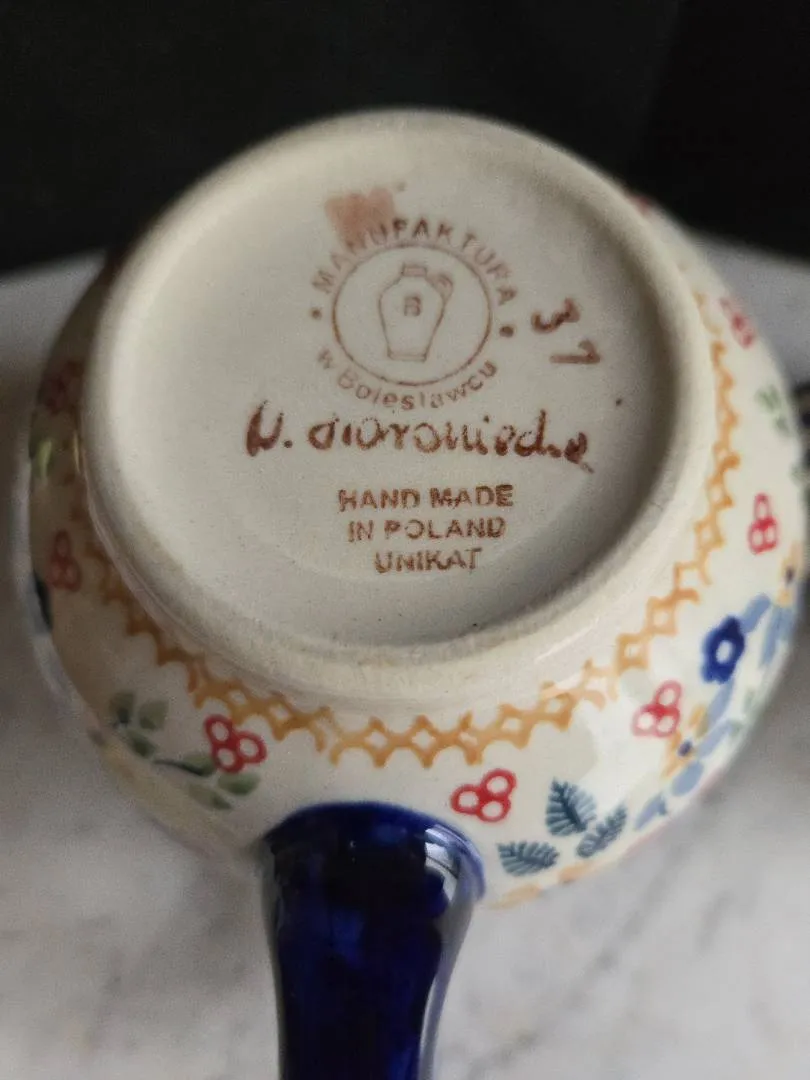 MANUFAKTURA
B
w Bolesławcu
37
W.
HAND MADE
IN POLAND
UNIKAT